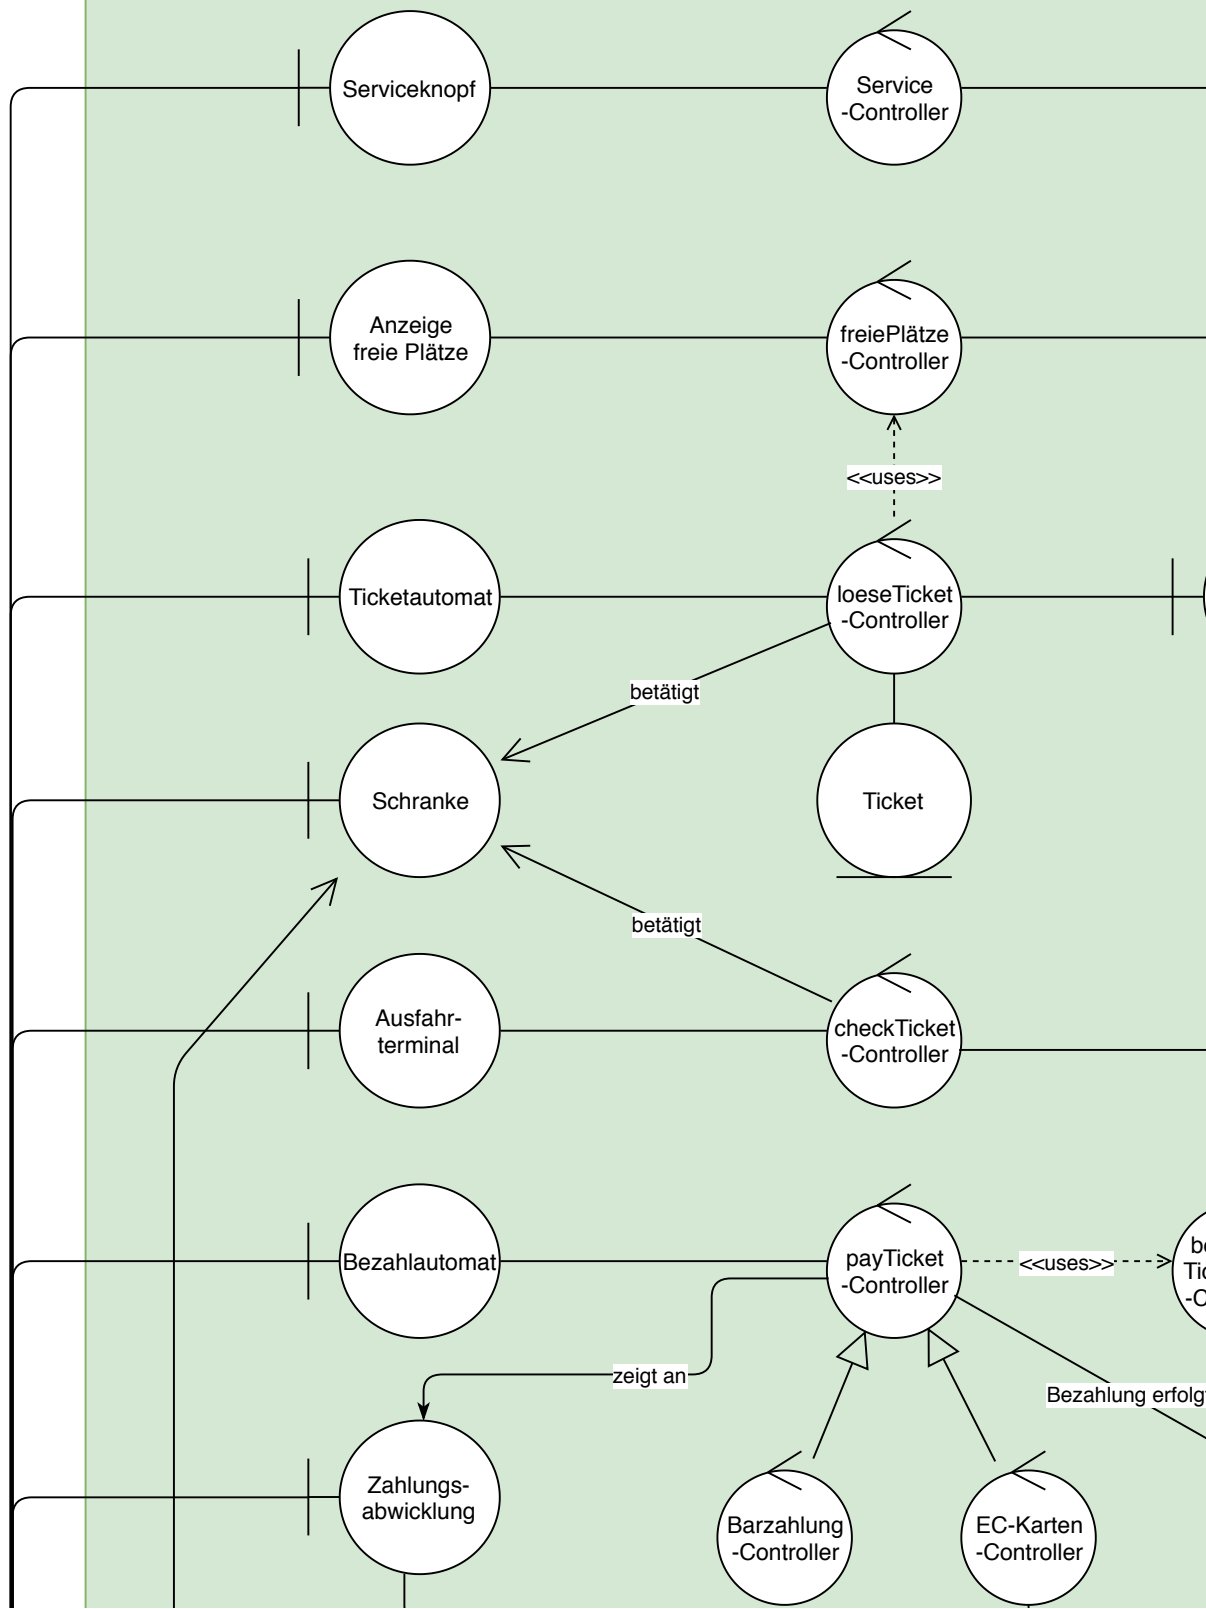 Serviceknopf
Service
-Controller
Anzeige
freie Plätze
freiePlätze
-Controller
<<uses>>
Ticketautomat
loeseTicket
-Controller
betätigt
Schranke
Ticket
betätigt
Ausfahr-
terminal
checkTicket
-Controller
Bezahlautomat
payTicket
-Controller
<<uses>>
zeigt an
Bezahlung erfolgt
Zahlungs-
abwicklung
Barzahlung
-Controller
EC-Karten
-Controller